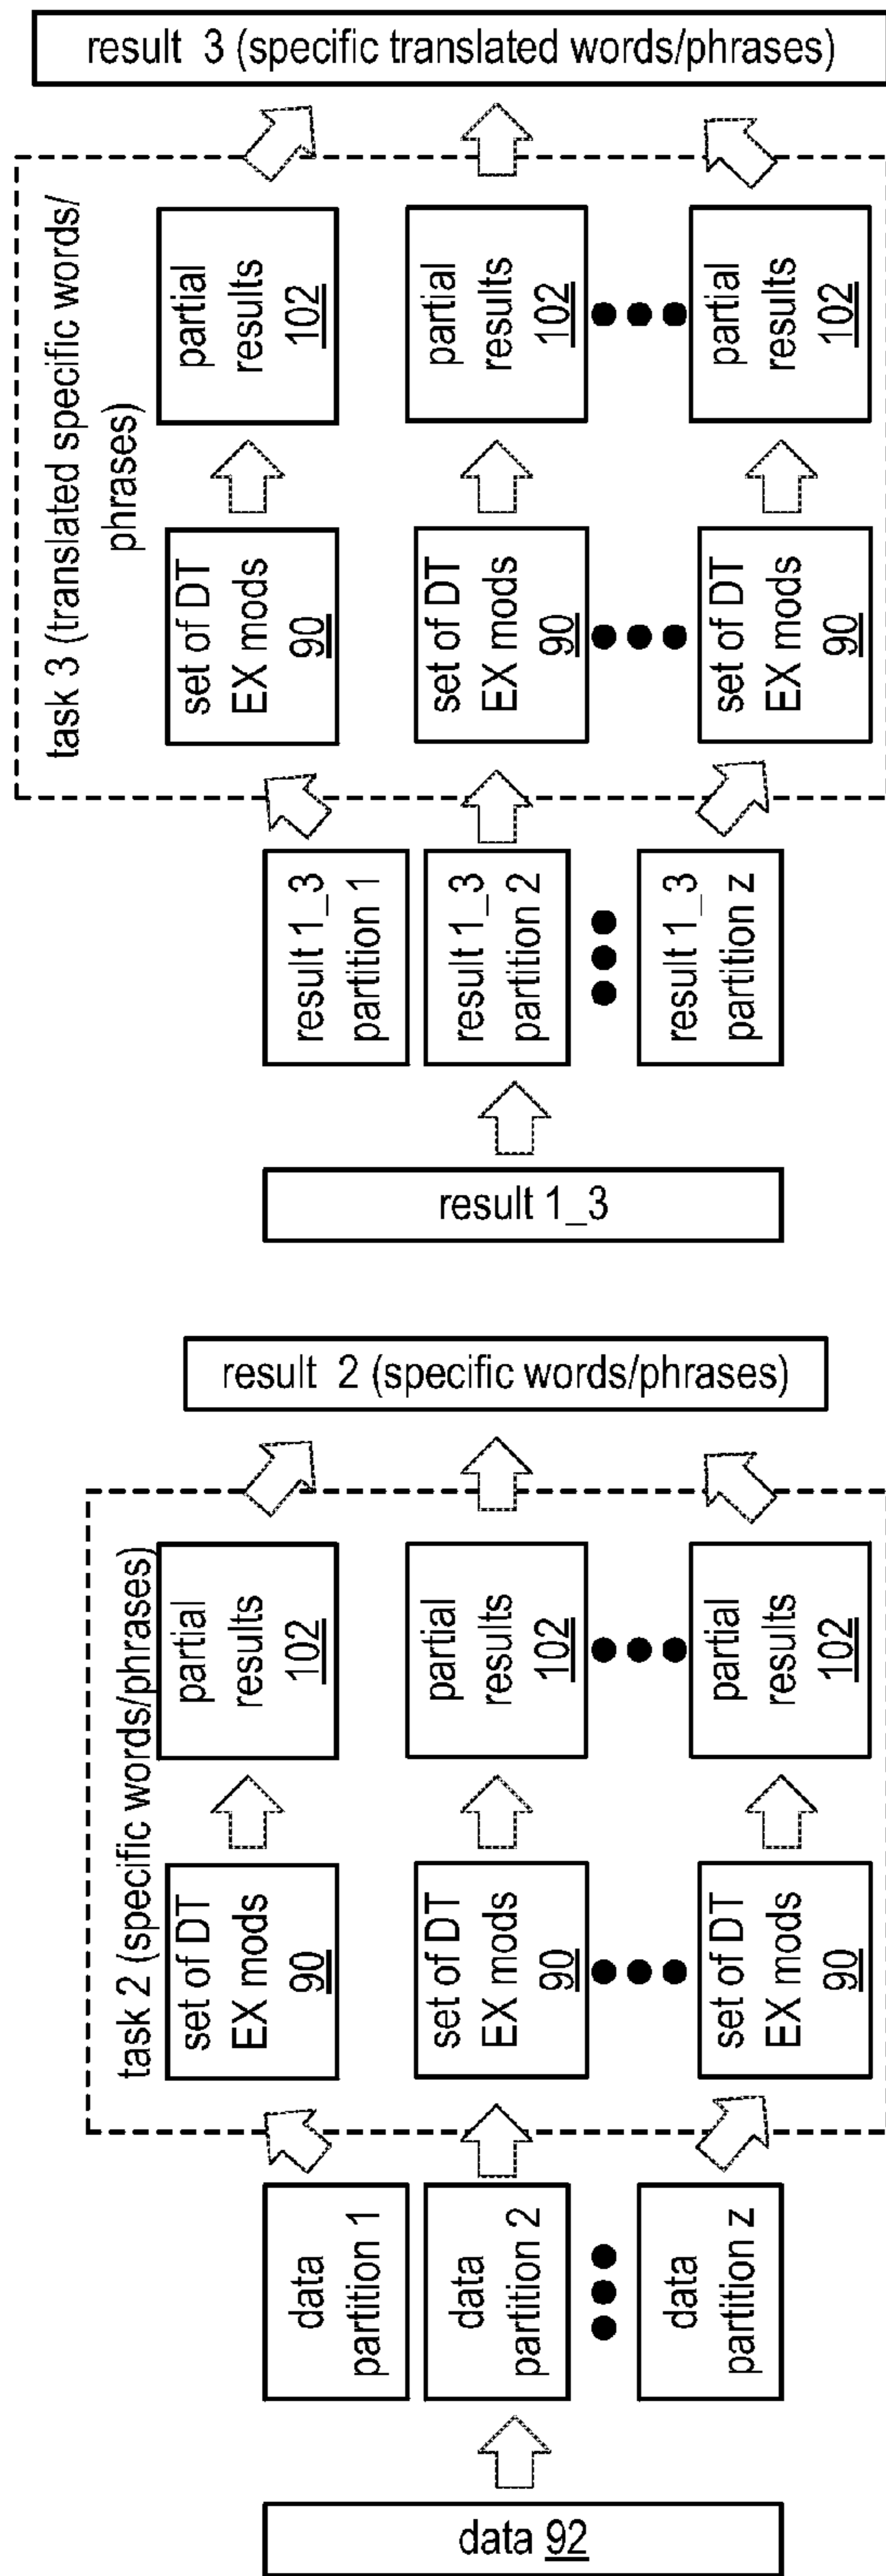 data 92
data
partition 1
data
partition 2
data
partition z
task 2 (specific words/phrases)
set of DT
EX mods
90
set of DT
EX mods
90
set of DT
EX mods
90
partial
results
102
partial
results
102
partial
results
102
result 2 (specific words/phrases)
result 1_3
result 1_3
partition 1
result 1_3
partition 2
result 1_3
partition z
task 3 (translated specific words/
phrases)
set of DT
EX mods
90
set of DT
EX mods
90
set of DT
EX mods
90
partial
results
102
partial
results
102
partial
results
102
result 3 (specific translated words/phrases)